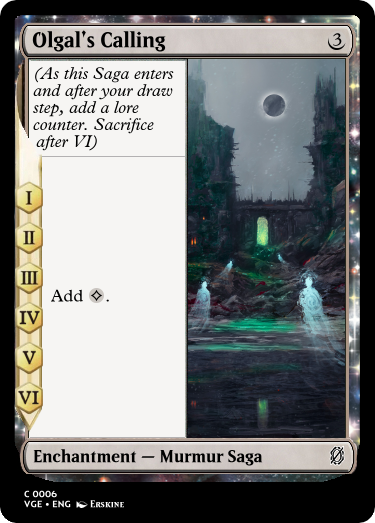 Olgal's Calling 3
(As this Saga enters
and after your draw
step, add a lore
counter. Sacrifice
after VI)
I
II
III
IV
V
VI
Add .
Enchantment — Murmur Saga
C 0006
VGE • ENG Erskine